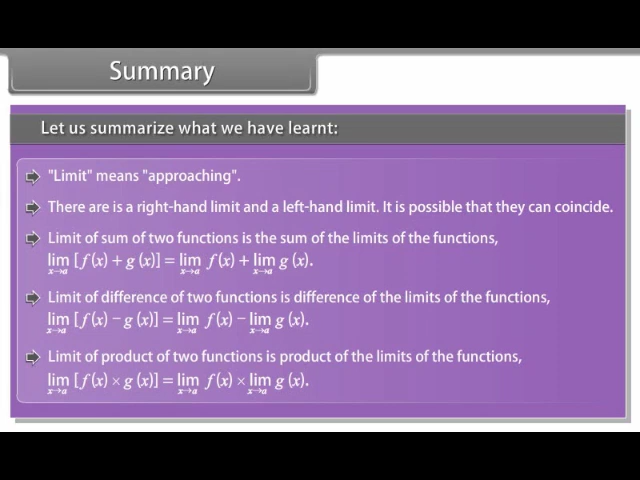 Summary
Let us summarize what we have learnt:
"Limit" means "approaching".
There are is a right-hand limit and a left-hand limit. It is possible that they can coincide.
Limit of sum of two functions is the sum of the limits of the functions,
lim x→a [f(x) + g(x)] = lim x→a f(x) + lim x→a g(x).
Limit of difference of two functions is difference of the limits of the functions,
lim x→a [f(x) − g(x)] = lim x→a f(x) − lim x→a g(x).
Limit of product of two functions is product of the limits of the functions,
lim x→a [f(x) × g(x)] = lim x→a f(x) × lim x→a g(x).